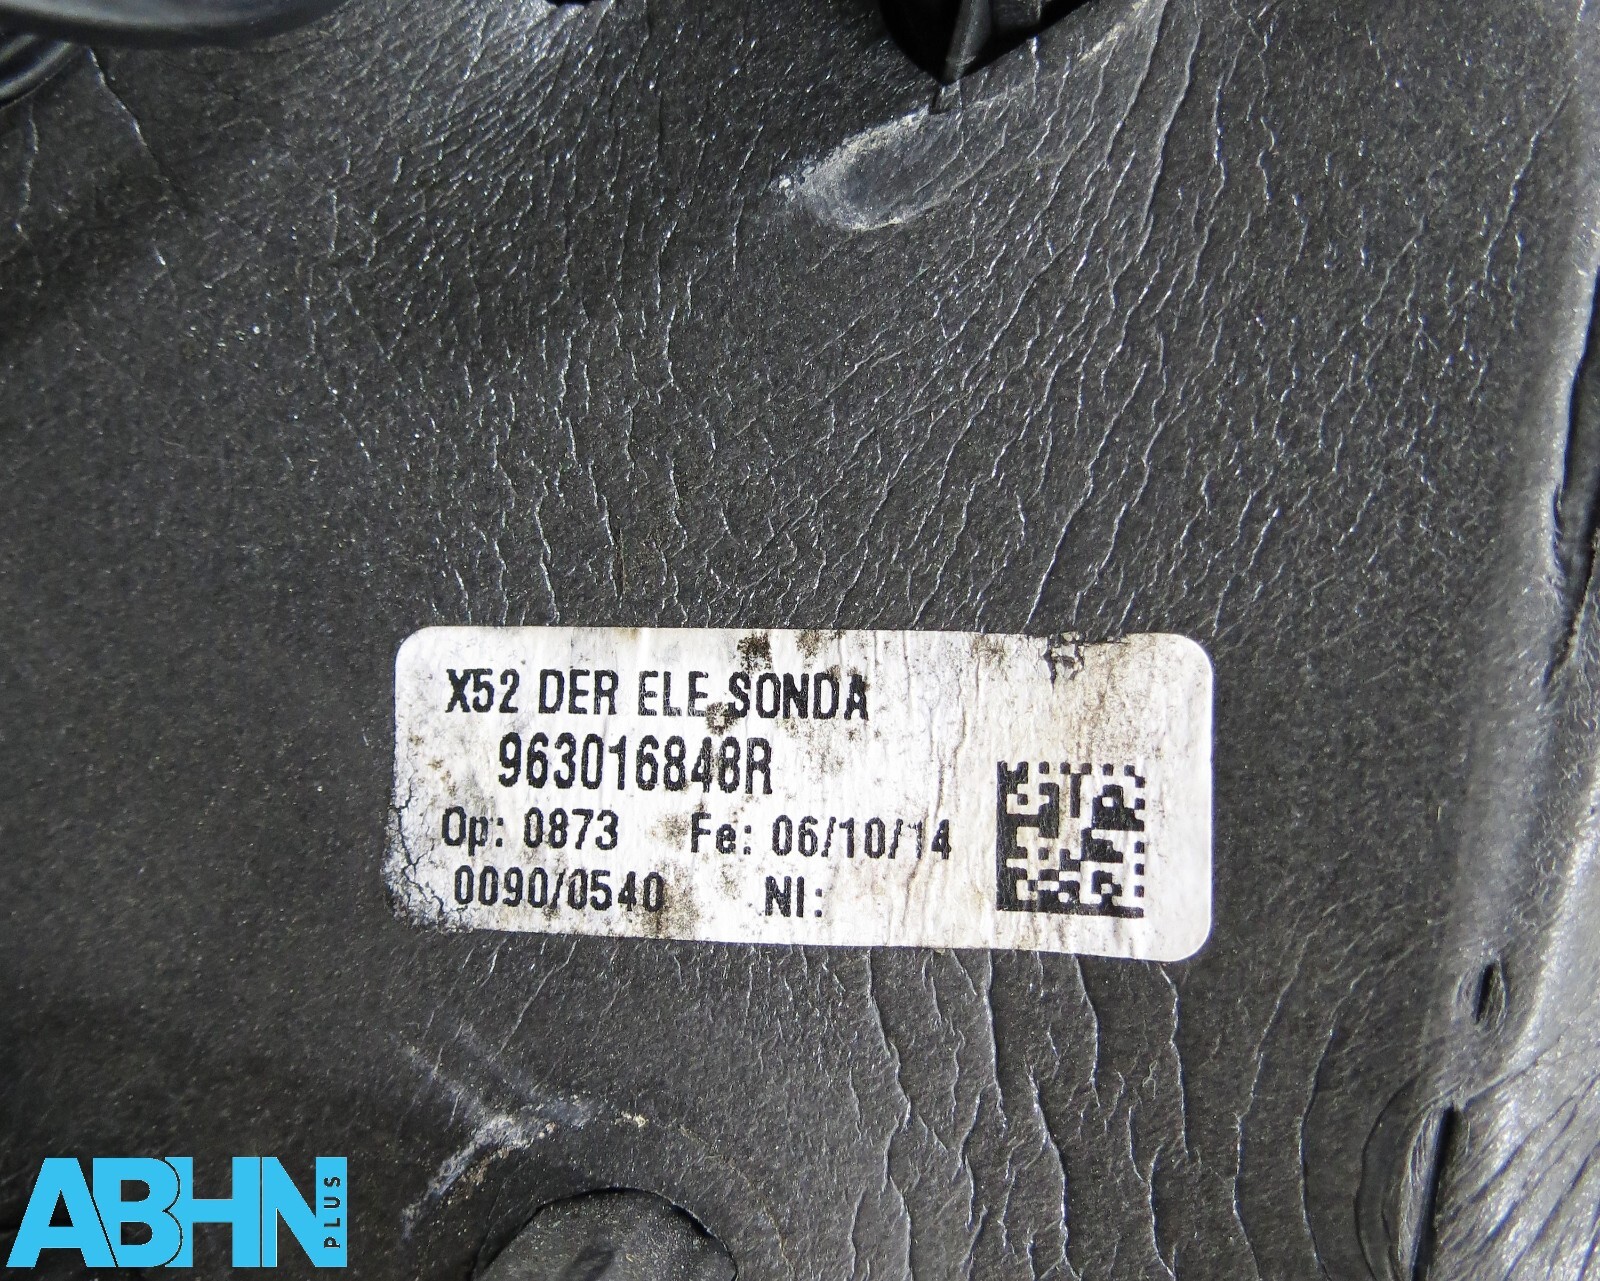 X52 DER ELE SONDA
963016848R
Op: 0873 Fe: 06/10/14
0090/0540 NI:
ABHN PLUS